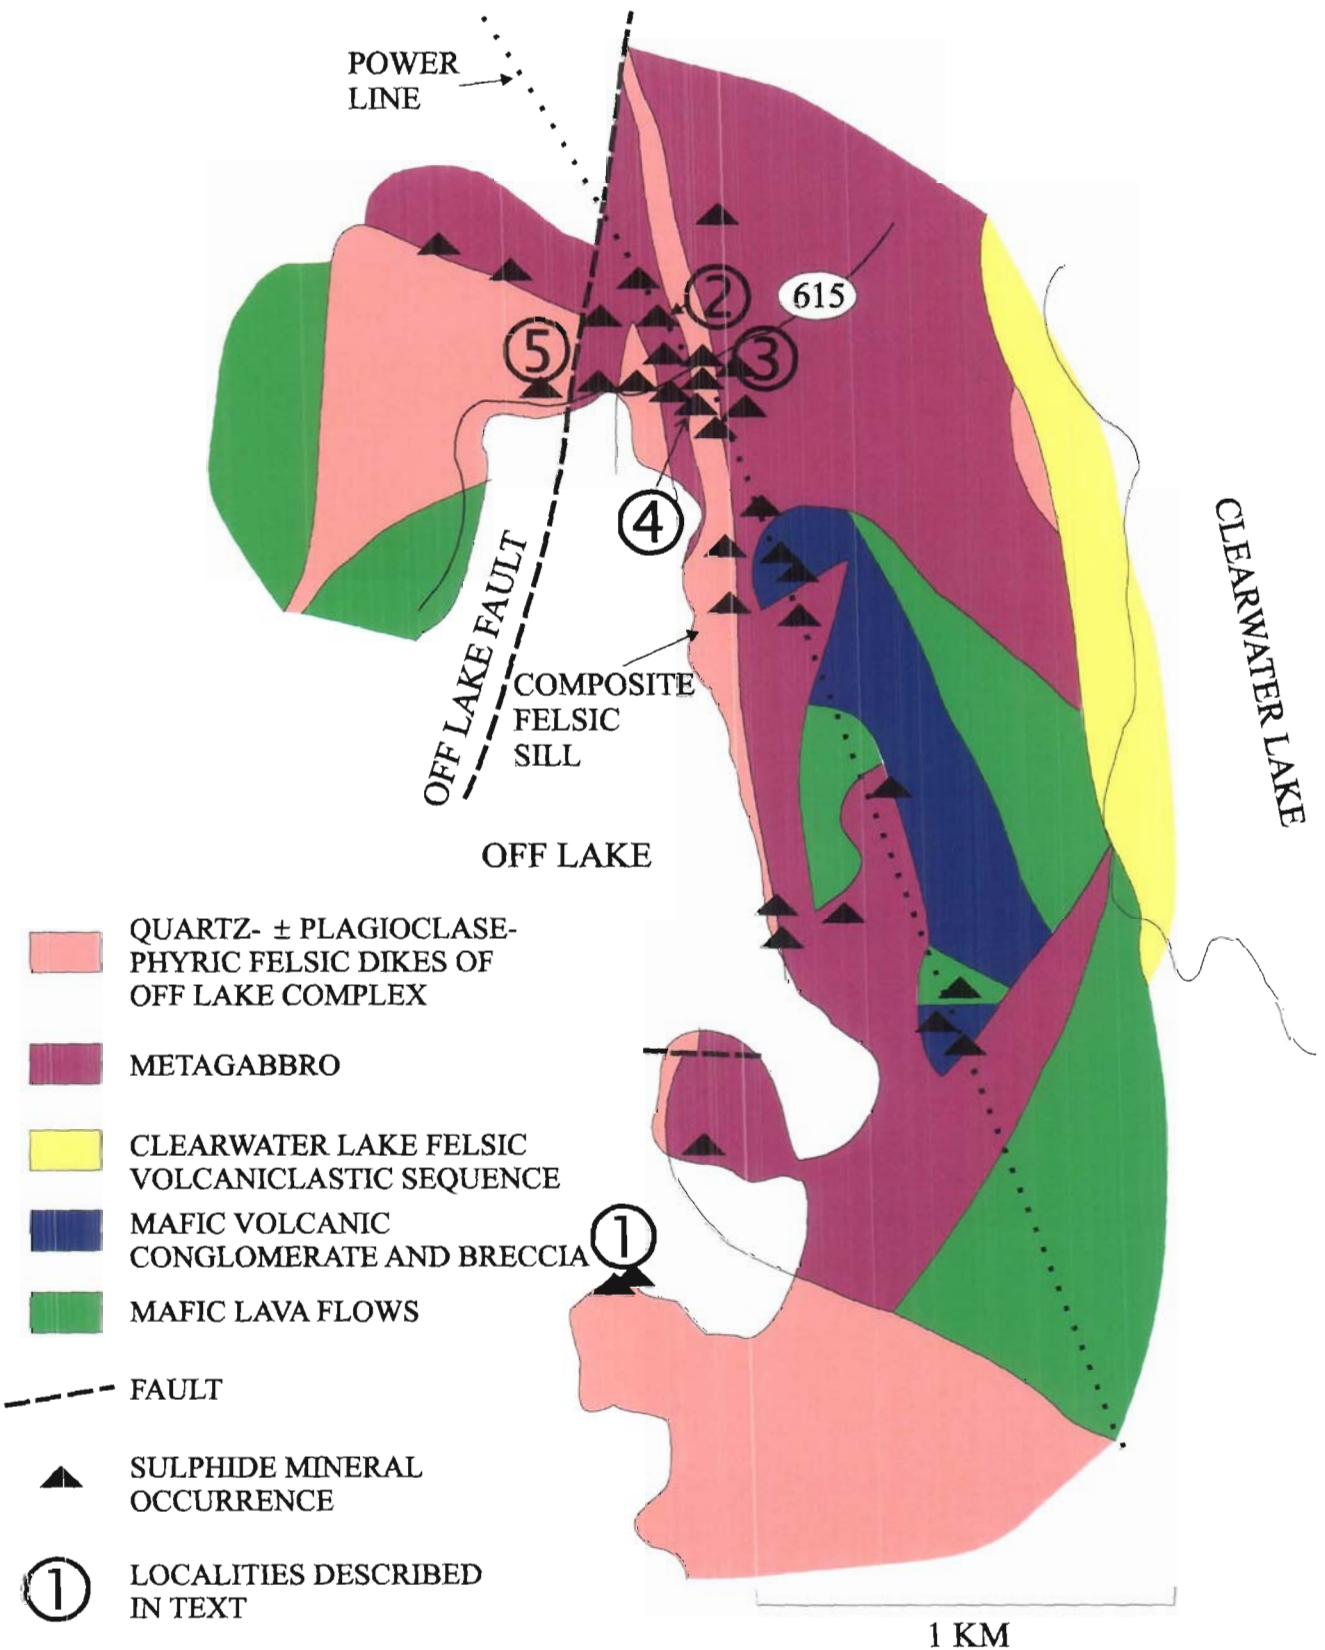 POWER
LINE
2
615
5
3
4
OFF LAKE FAULT
CLEARWATER LAKE
COMPOSITE
FELSIC
SILL
OFF LAKE
QUARTZ- ± PLAGIOCLASE-
PHYRIC FELSIC DIKES OF
OFF LAKE COMPLEX
METAGABBRO
CLEARWATER LAKE FELSIC
VOLCANICLASTIC SEQUENCE
MAFIC VOLCANIC
CONGLOMERATE AND BRECCIA
1
MAFIC LAVA FLOWS
FAULT
SULPHIDE MINERAL
OCCURRENCE
1
LOCALITIES DESCRIBED
IN TEXT
1 KM